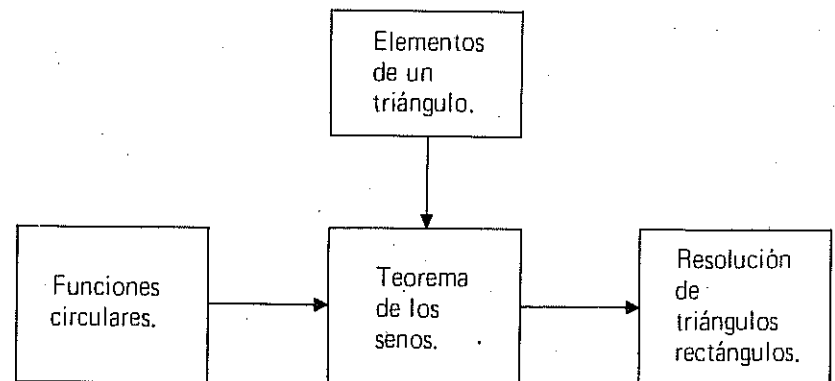 Elementos
de un
triángulo.
Funciones
circulares.
Teorema
de los
senos.
Resolución
de
triángulos
rectángulos.